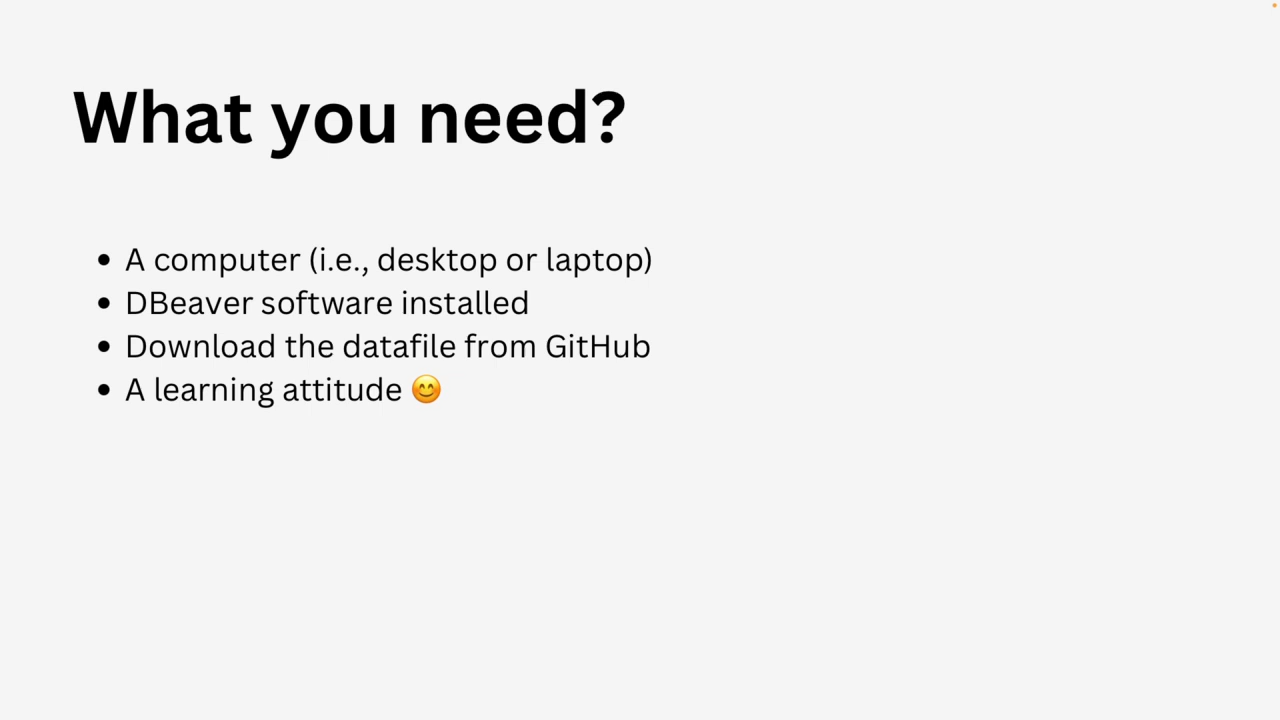 What you need?
• A computer (i.e., desktop or laptop)
• DBeaver software installed
• Download the datafile from GitHub
• A learning attitude 😊